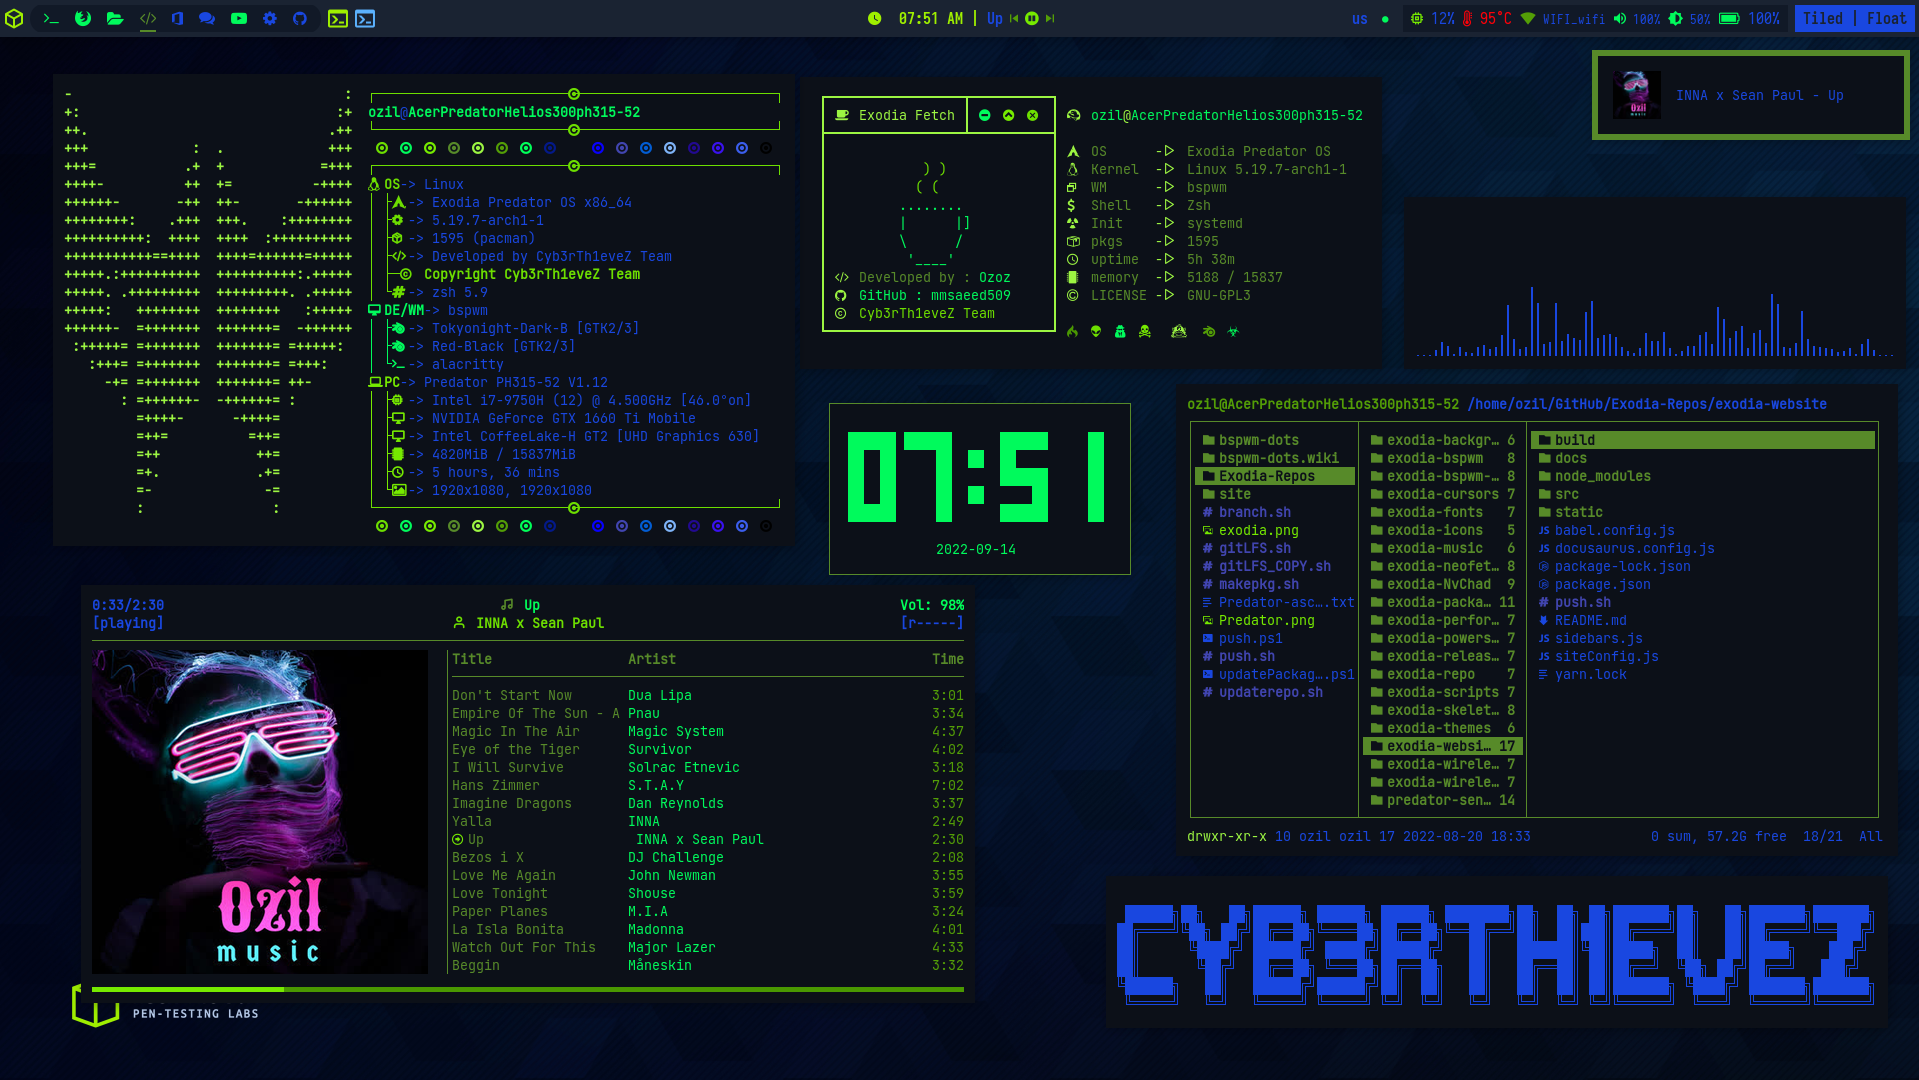 07:51 AM | Up
us
12% 95°C WIFI_wifi 100% 50% 100%
Tiled | Float
INNA x Sean Paul - Up
ozil@AcerPredatorHelios300ph315-52
OS-> Linux
-> Exodia Predator OS x86_64
-> 5.19.7-arch1-1
-> 1595 (pacman)
-> Developed by Cyb3rTh1eveZ Team
Copyright Cyb3rTh1eveZ Team
-> zsh 5.9
DE/WM-> bspwm
-> Tokyonight-Dark-B [GTK2/3]
-> Red-Black [GTK2/3]
-> alacritty
PC-> Predator PH315-52 V1.12
-> Intel i7-9750H (12) @ 4.500GHz [46.0°on]
-> NVIDIA GeForce GTX 1660 Ti Mobile
-> Intel CoffeeLake-H GT2 [UHD Graphics 630]
-> 4820MiB / 15837MiB
-> 5 hours, 36 mins
-> 1920x1080, 1920x1080
Exodia Fetch
Developed by : Ozoz
GitHub : mmsaeed509
Cyb3rTh1eveZ Team
ozil@AcerPredatorHelios300ph315-52
OS Exodia Predator OS
Kernel Linux 5.19.7-arch1-1
WM bspwm
Shell Zsh
Init systemd
pkgs 1595
uptime 5h 38m
memory 5188 / 15837
LICENSE GNU-GPL3
07:51
2022-09-14
ozil@AcerPredatorHelios300ph315-52 /home/ozil/GitHub/Exodia-Repos/exodia-website
bspwm-dots
bspwm-dots.wiki
Exodia-Repos
site
branch.sh
exodia.png
gitLFS.sh
gitLFS_COPY.sh
makepkg.sh
Predator-asc….txt
Predator.png
push.ps1
push.sh
updatePackag….ps1
updaterepo.sh
exodia-backgr… 6
exodia-bspwm 8
exodia-bspwm-… 8
exodia-cursors 7
exodia-fonts 7
exodia-icons 5
exodia-music 6
exodia-neofet… 8
exodia-NvChad 9
exodia-packa… 11
exodia-perfor… 7
exodia-powers… 7
exodia-releas… 7
exodia-repo 7
exodia-scripts 7
exodia-skelet… 8
exodia-themes 6
exodia-websi… 17
exodia-wirele… 7
exodia-wirele… 7
predator-sen… 14
build
docs
node_modules
src
static
babel.config.js
docusaurus.config.js
package-lock.json
package.json
push.sh
README.md
sidebars.js
siteConfig.js
yarn.lock
drwxr-xr-x 10 ozil ozil 17 2022-08-20 18:33 0 sum, 57.2G free 18/21 All
0:33/2:30 Up Vol: 98%
[playing] INNA x Sean Paul [r-----]
Title Artist Time
Don't Start Now Dua Lipa 3:01
Empire Of The Sun - A Pnau 3:34
Magic In The Air Magic System 4:37
Eye of the Tiger Survivor 4:02
I Will Survive Solrac Etnevic 3:18
Hans Zimmer S.T.A.Y 7:02
Imagine Dragons Dan Reynolds 3:37
Yalla INNA 2:49
Up INNA x Sean Paul 2:30
Bezos i X DJ Challenge 2:08
Love Me Again John Newman 3:55
Love Tonight Shouse 3:59
Paper Planes M.I.A 3:24
La Isla Bonita Madonna 4:01
Watch Out For This Major Lazer 4:33
Beggin Måneskin 3:32
Ozil
music
PEN-TESTING LABS
CYB3RTH1EVEZ